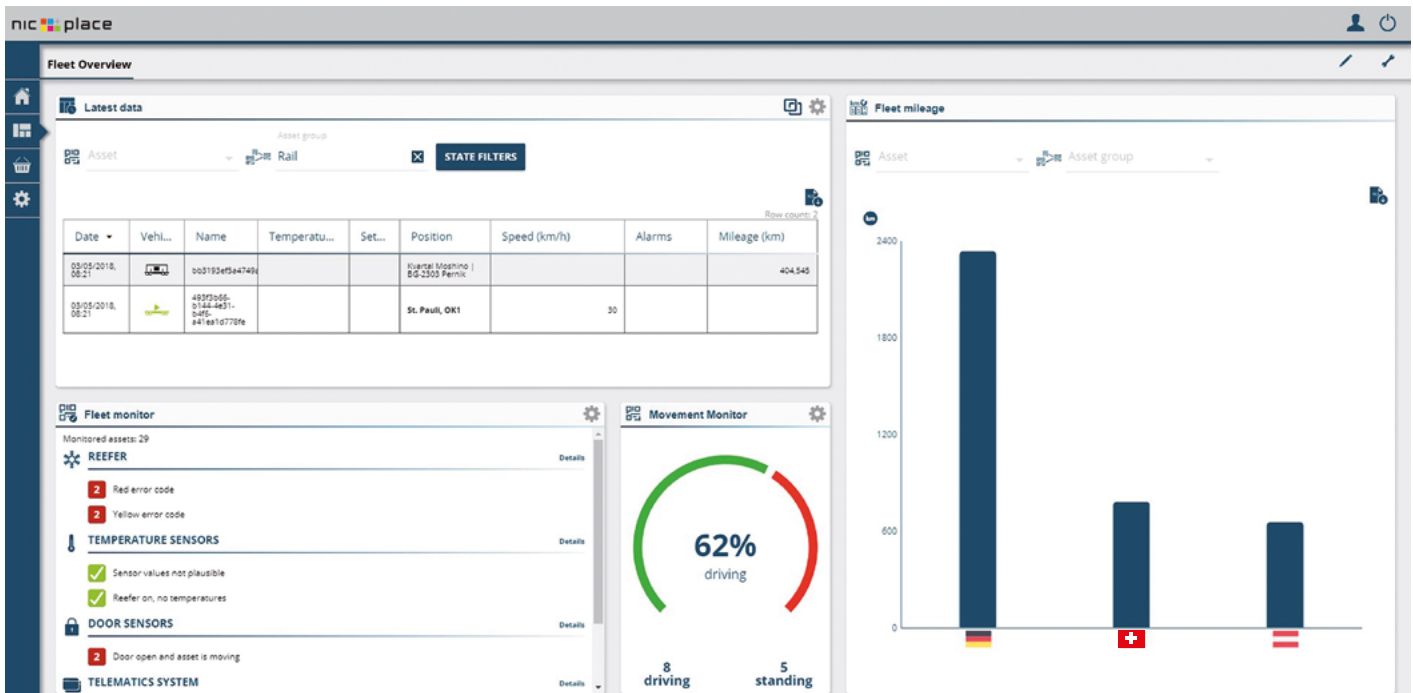 nic place
Fleet Overview
Latest data
Asset group
Asset
Rail
STATE FILTERS
Row count: 2
Date Vehi... Name Temperatu... Set... Position Speed (km/h) Alarms Mileage (km)
03/05/2018,
08:21
Kvartal Moshino |
BG-2303 Pernik
404,545
03/05/2018,
08:21
493f3b66-
b144-4e31-
b4f6-
a41ea1d778fe
St. Pauli, OK1
30
Fleet monitor
Monitored assets: 29
REEFER Details
2 Red error code
2 Yellow error code
TEMPERATURE SENSORS Details
Sensor values not plausible
Reefer on, no temperatures
DOOR SENSORS Details
2 Door open and asset is moving
TELEMATICS SYSTEM Details
Movement Monitor
62%
driving
8
driving
5
standing
Fleet mileage
Asset
Asset group
km
2400
1800
1200
600
0